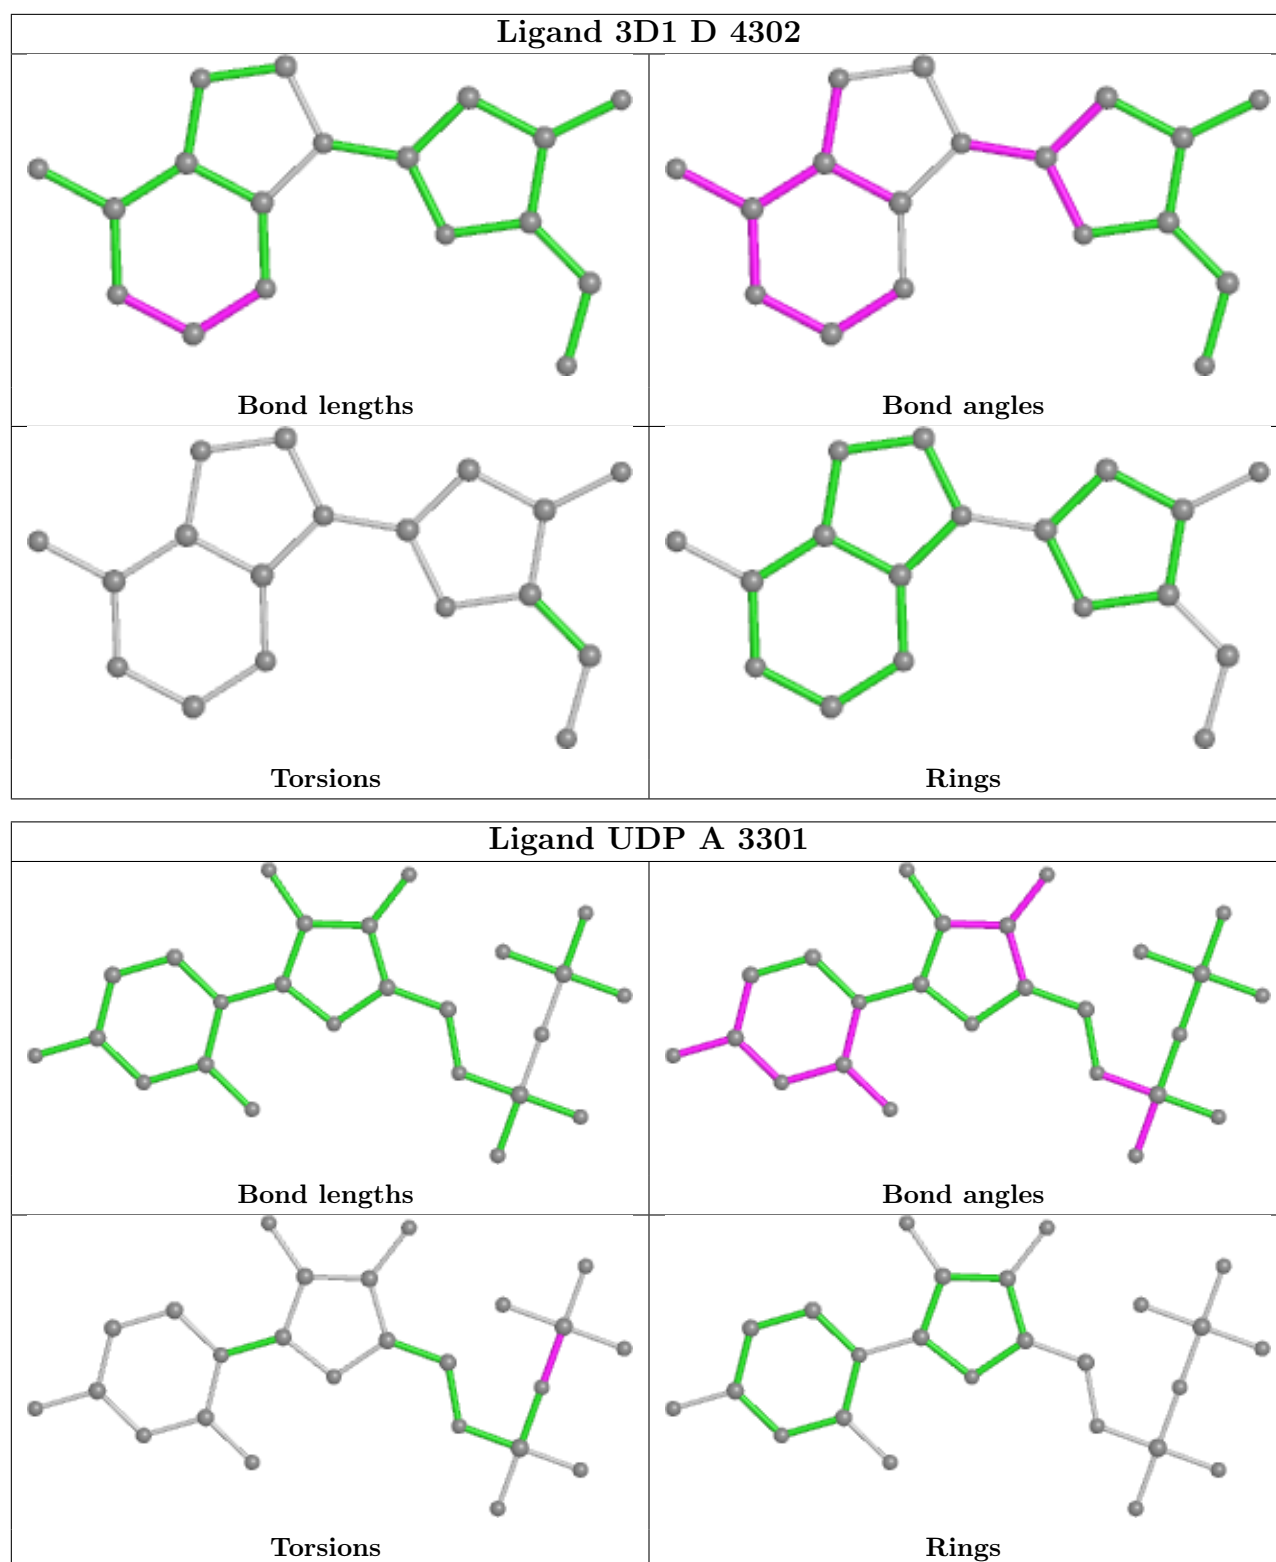 Ligand 3D1 D 4302
Bond lengths
Bond angles
Torsions
Rings
Ligand UDP A 3301
Bond lengths
Bond angles
Torsions
Rings